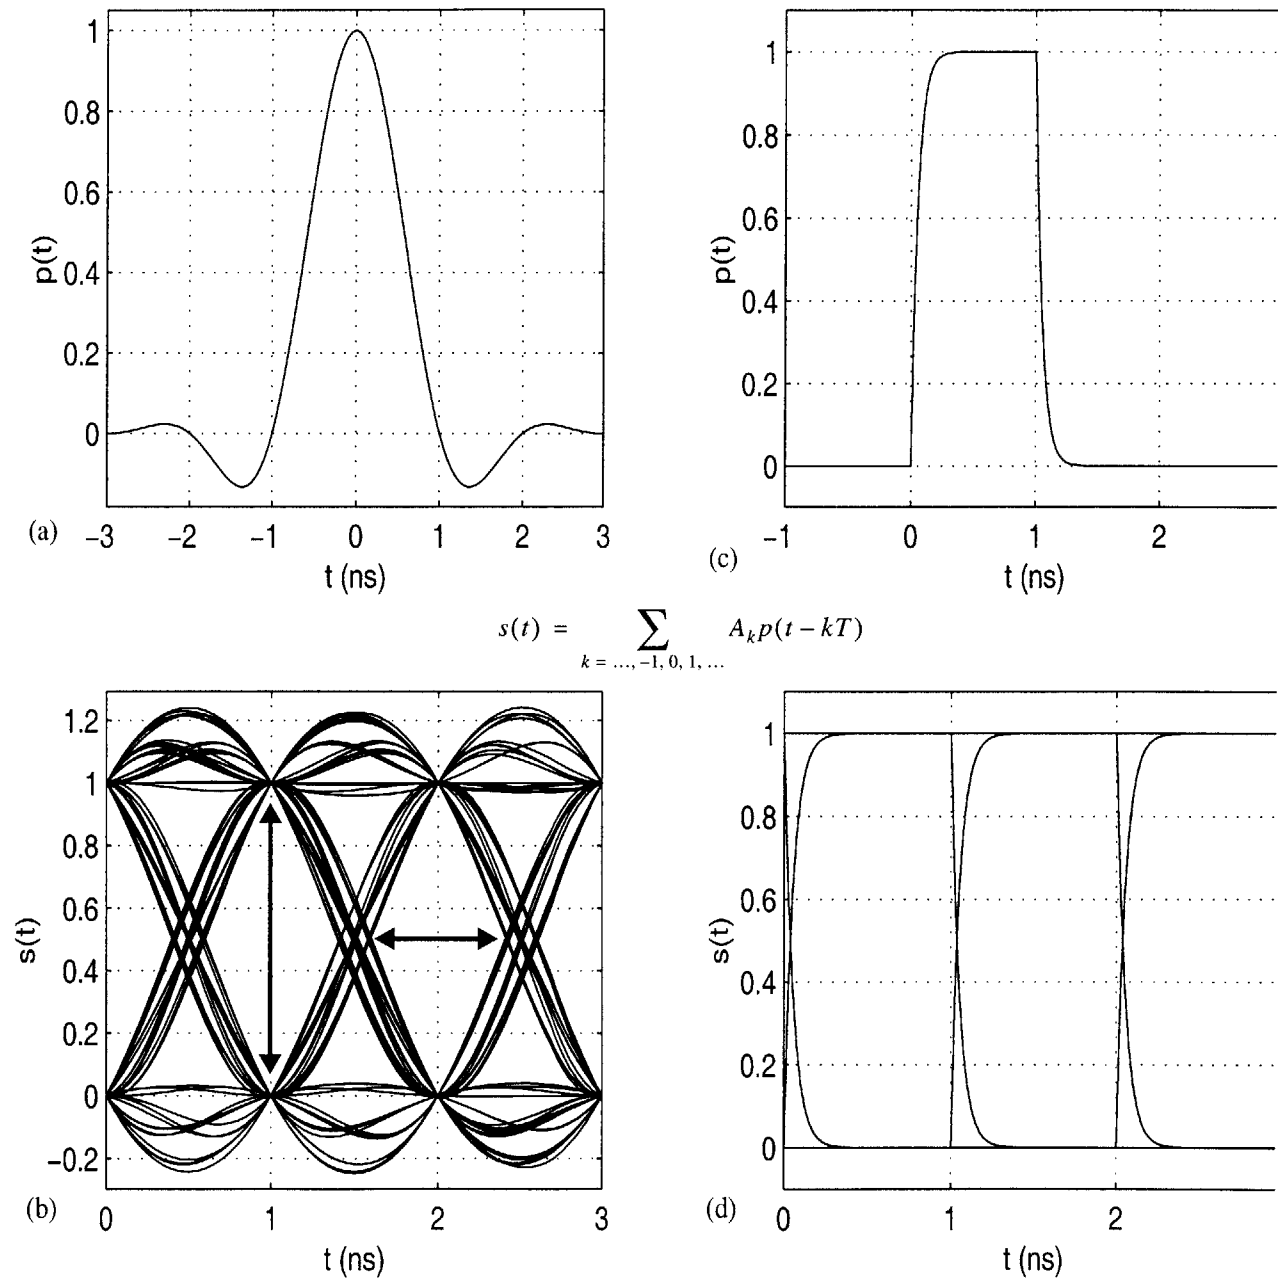 1
0.8
0.6
0.4
0.2
0
p(t)
(a)
−3 −2 −1 0 1 2 3
t (ns)
1
0.8
0.6
0.4
0.2
0
p(t)
(c)
−1 0 1 2
t (ns)
s(t) = ∑ A_k p(t − kT)
k = ..., −1, 0, 1, ...
1.2
1
0.8
0.6
0.4
0.2
0
−0.2
s(t)
(b)
0 1 2 3
t (ns)
1
0.8
0.6
0.4
0.2
0
s(t)
(d)
0 1 2
t (ns)